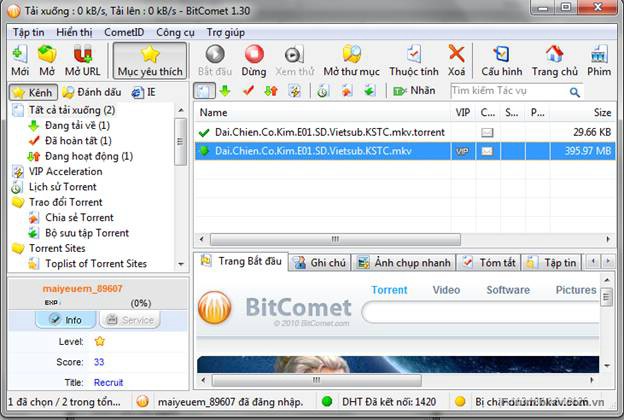 Tải xuống : 0 kB/s, Tải lên : 0 kB/s - BitComet 1.30
Tập tin Hiển thị CometID Công cụ Trợ giúp
Mới Mở Mở URL Mục yêu thích Bắt đầu Dừng Xem thử Mở thư mục Thuộc tính Xoá Cấu hình Trang chủ Phim
Kênh Đánh dấu IE
Nhãn Tìm kiếm Tác vụ
Tất cả tải xuống (2)
Đang tải về (1)
Đã hoàn tất (1)
Đang hoạt động (1)
VIP Acceleration
Lịch sử Torrent
Trao đổi Torrent
Chia sẻ Torrent
Bộ sưu tập Torrent
Torrent Sites
Toplist of Torrent Sites
Name VIP C... S... P... Size
Dai.Chien.Co.Kim.E01.SD.Vietsub.KSTC.mkv.torrent 29.66 KB
Dai.Chien.Co.Kim.E01.SD.Vietsub.KSTC.mkv VIP 395.97 MB
Trang Bắt đầu Ghi chú Ảnh chụp nhanh Tóm tắt Tập tin
maiyeuem_89607
EXP : (0%)
Info Service
Level:
Score: 33
Title: Recruit
Torrent Video Software Pictures
BitComet
© 2010 BitComet.com
1 đã chọn / 2 trong tổn... maiyeuem_89607 đã đăng nhập. DHT Đã kết nối: 1420 Bị chặn